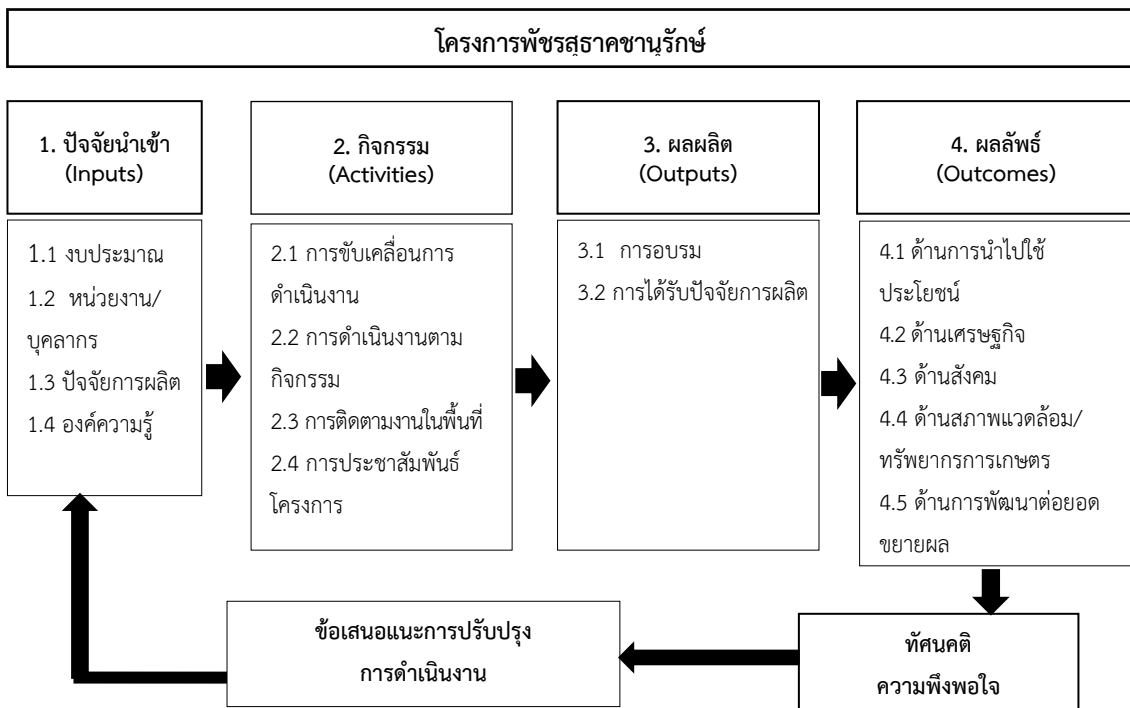 โครงการพัชรสุธาคชานุรักษ์
1. ปัจจัยนำเข้า
(Inputs)
1.1 งบประมาณ
1.2 หน่วยงาน/
บุคลากร
1.3 ปัจจัยการผลิต
1.4 องค์ความรู้
2. กิจกรรม
(Activities)
2.1 การขับเคลื่อนการ
ดำเนินงาน
2.2 การดำเนินงานตาม
กิจกรรม
2.3 การติดตามงานในพื้นที่
2.4 การประชาสัมพันธ์
โครงการ
3. ผลผลิต
(Outputs)
3.1 การอบรม
3.2 การได้รับปัจจัยการผลิต
4. ผลลัพธ์
(Outcomes)
4.1 ด้านการนำไปใช้
ประโยชน์
4.2 ด้านเศรษฐกิจ
4.3 ด้านสังคม
4.4 ด้านสภาพแวดล้อม/
ทรัพยากรการเกษตร
4.5 ด้านการพัฒนาต่อยอด
ขยายผล
ทัศนคติ
ความพึงพอใจ
ข้อเสนอแนะการปรับปรุง
การดำเนินงาน